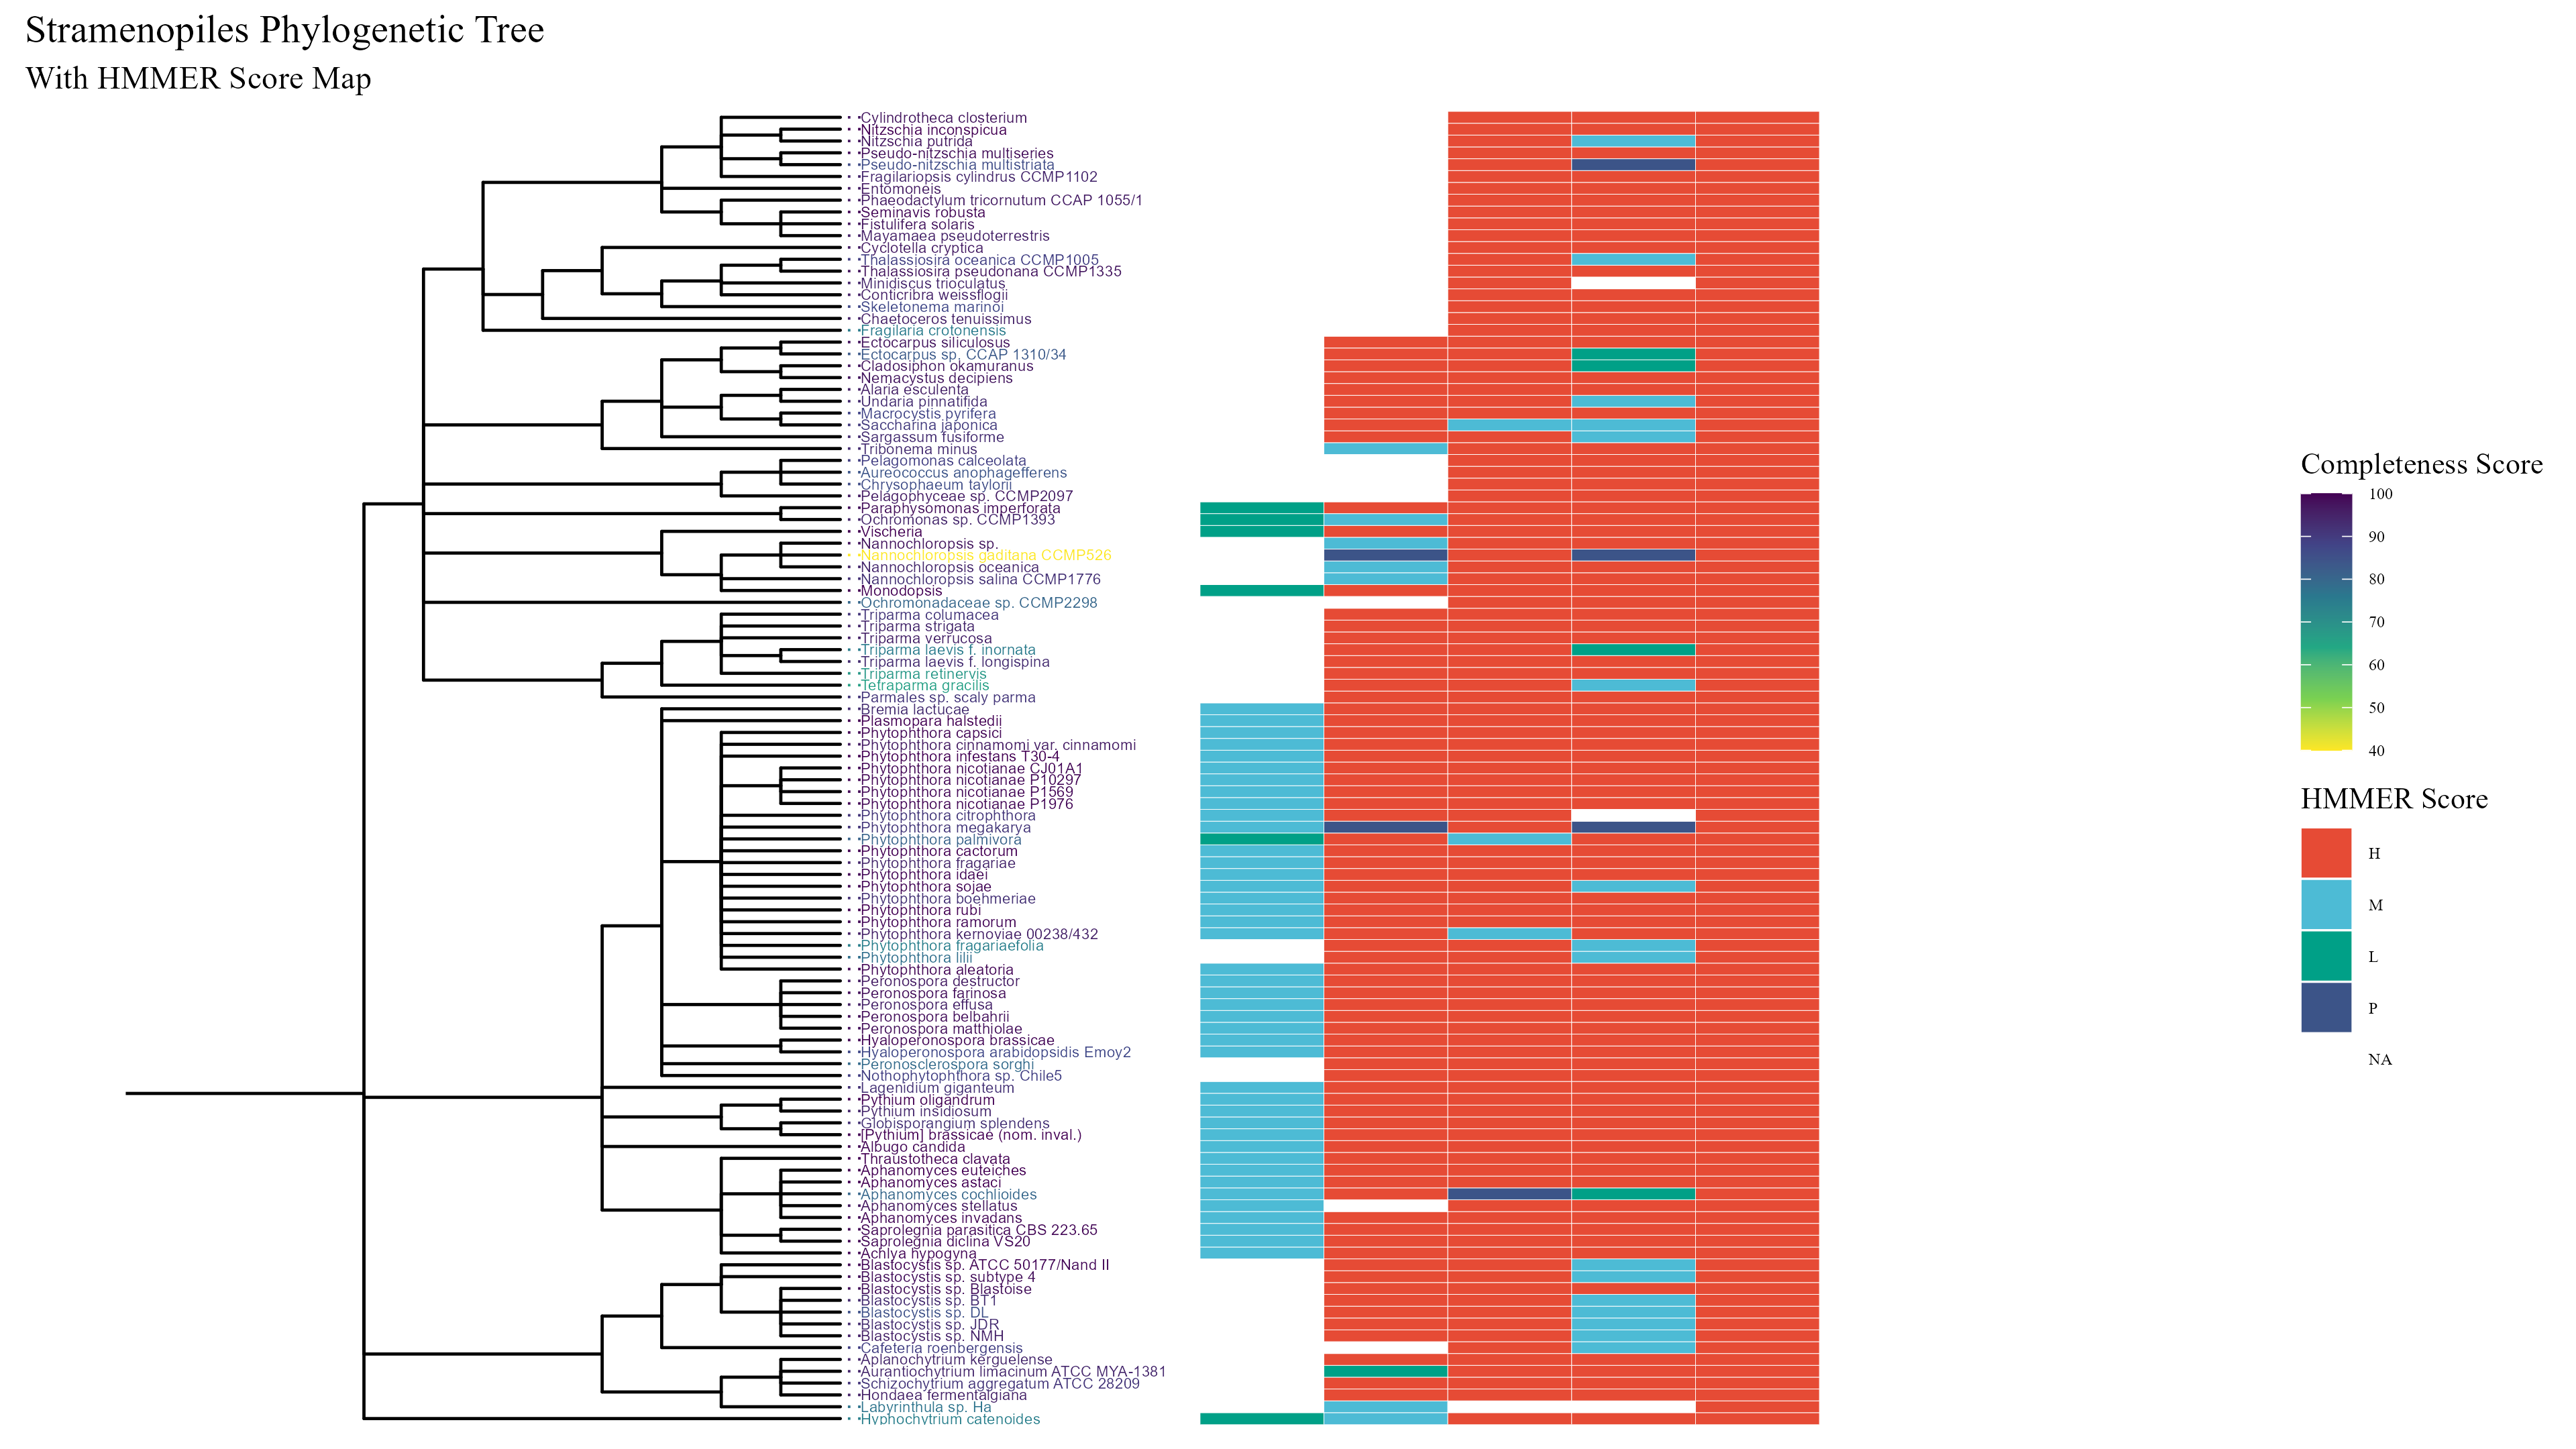 Stramenopiles Phylogenetic Tree
With HMMER Score Map
Cylindrotheca closterium
Nitzschia inconspicua
Nitzschia putrida
Pseudo-nitzschia multiseries
Pseudo-nitzschia multistriata
Fragilariopsis cylindrus CCMP1102
Entomoneis
Phaeodactylum tricornutum CCAP 1055/1
Seminavis robusta
Fistulifera solaris
Mayamaea pseudoterrestris
Cyclotella cryptica
Thalassiosira oceanica CCMP1005
Thalassiosira pseudonana CCMP1335
Minidiscus trioculatus
Conticribra weissflogii
Skeletonema marinoi
Chaetoceros tenuissimus
Fragilaria crotonensis
Ectocarpus siliculosus
Ectocarpus sp. CCAP 1310/34
Cladosiphon okamuranus
Nemacystus decipiens
Alaria esculenta
Undaria pinnatifida
Macrocystis pyrifera
Saccharina japonica
Sargassum fusiforme
Tribonema minus
Pelagomonas calceolata
Aureococcus anophagefferens
Chrysophaeum taylorii
Pelagophyceae sp. CCMP2097
Paraphysomonas imperforata
Ochromonas sp. CCMP1393
Vischeria
Nannochloropsis sp.
Nannochloropsis gaditana CCMP526
Nannochloropsis oceanica
Nannochloropsis salina CCMP1776
Monodopsis
Ochromonadaceae sp. CCMP2298
Triparma columacea
Triparma strigata
Triparma verrucosa
Triparma laevis f. inornata
Triparma laevis f. longispina
Triparma retinervis
Tetraparma gracilis
Parmales sp. scaly parma
Bremia lactucae
Plasmopara halstedii
Phytophthora capsici
Phytophthora cinnamomi var. cinnamomi
Phytophthora infestans T30-4
Phytophthora nicotianae CJ01A1
Phytophthora nicotianae P10297
Phytophthora nicotianae P1569
Phytophthora nicotianae P1976
Phytophthora citrophthora
Phytophthora megakarya
Phytophthora palmivora
Phytophthora cactorum
Phytophthora fragariae
Phytophthora idaei
Phytophthora sojae
Phytophthora boehmeriae
Phytophthora rubi
Phytophthora ramorum
Phytophthora kernoviae 00238/432
Phytophthora fragariaefolia
Phytophthora lilii
Phytophthora aleatoria
Peronospora destructor
Peronospora farinosa
Peronospora effusa
Peronospora belbahrii
Peronospora matthiolae
Hyaloperonospora brassicae
Hyaloperonospora arabidopsidis Emoy2
Peronosclerospora sorghi
Nothophytophthora sp. Chile5
Lagenidium giganteum
Pythium oligandrum
Pythium insidiosum
Globisporangium splendens
[Pythium] brassicae (nom. inval.)
Albugo candida
Thraustotheca clavata
Aphanomyces euteiches
Aphanomyces astaci
Aphanomyces cochlioides
Aphanomyces stellatus
Aphanomyces invadans
Saprolegnia parasitica CBS 223.65
Saprolegnia diclina VS20
Achlya hypogyna
Blastocystis sp. ATCC 50177/Nand II
Blastocystis sp. subtype 4
Blastocystis sp. Blastoise
Blastocystis sp. BT1
Blastocystis sp. DL
Blastocystis sp. JDR
Blastocystis sp. NMH
Cafeteria roenbergensis
Aplanochytrium kerguelense
Aurantiochytrium limacinum ATCC MYA-1381
Schizochytrium aggregatum ATCC 28209
Hondaea fermentalgiana
Labyrinthula sp. Ha
Hyphochytrium catenoides
Completeness Score
100
90
80
70
60
50
40
HMMER Score
H
M
L
P
NA